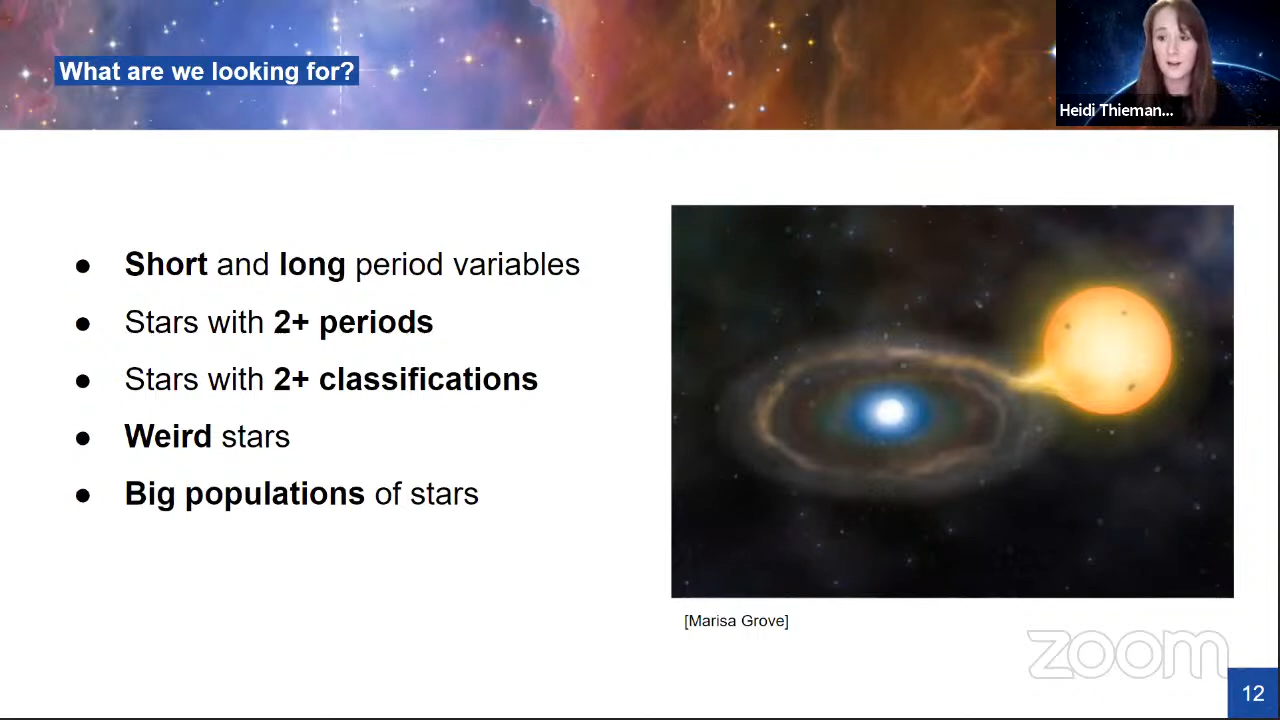 What are we looking for?
Heidi Thieman...
● Short and long period variables
● Stars with 2+ periods
● Stars with 2+ classifications
● Weird stars
● Big populations of stars
[Marisa Grove]
zoom
12